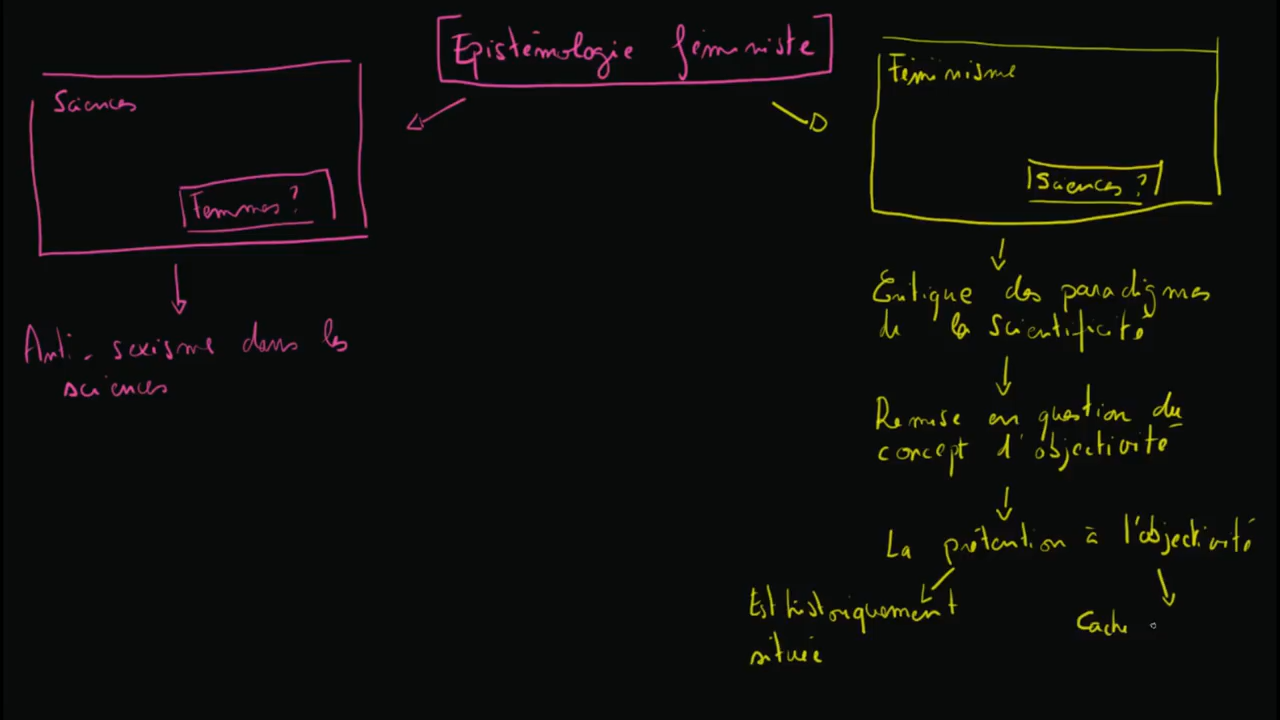 Epistémologie féministe
Sciences
Femmes ?
Anti-sexisme dans les
sciences
Féminisme
Sciences ?
Critique des paradigmes
de la scientificité
Remise en question du
concept d'objectivité
La prétention à l'objectivité
Est historiquement
située
Cache